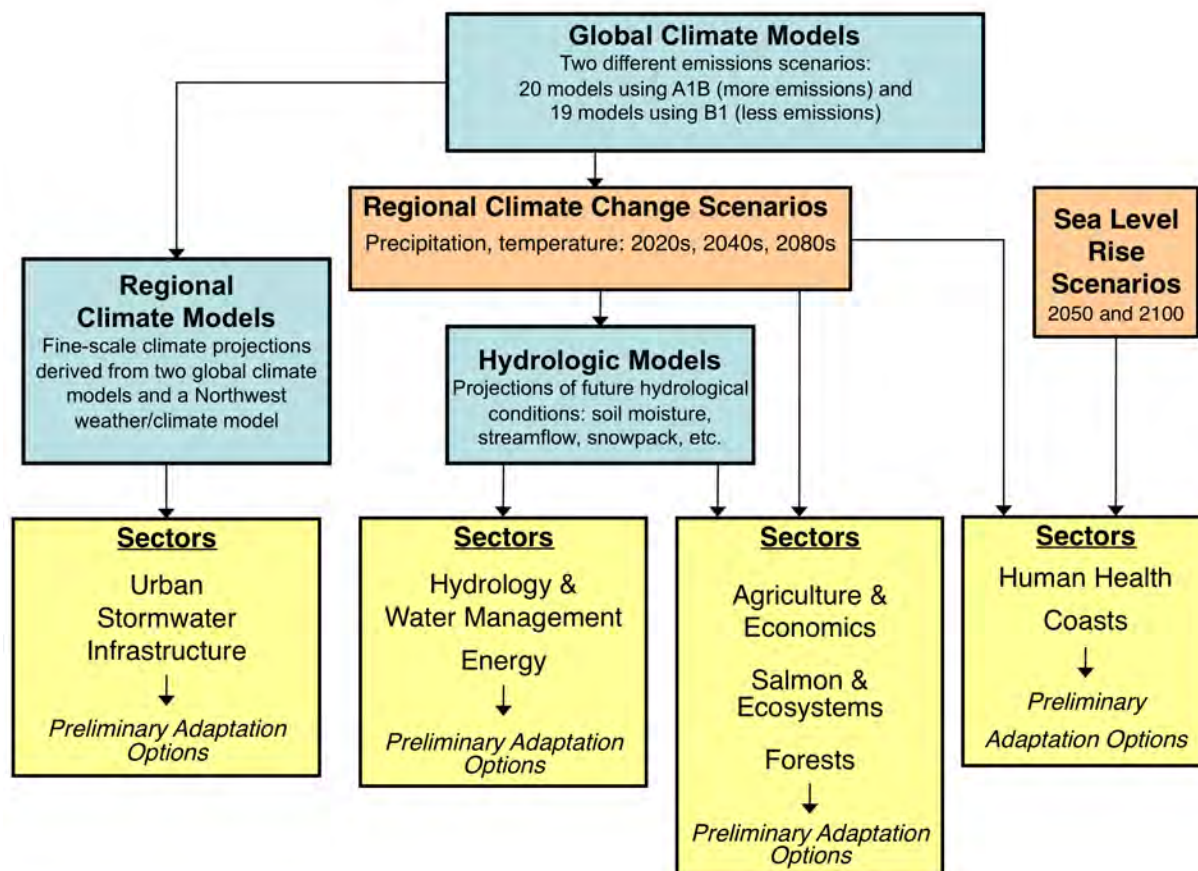 Global Climate Models
Two different emissions scenarios:
20 models using A1B (more emissions) and
19 models using B1 (less emissions)
Regional Climate Change Scenarios
Precipitation, temperature: 2020s, 2040s, 2080s
Sea Level
Rise
Scenarios
2050 and 2100
Regional
Climate Models
Fine-scale climate projections
derived from two global climate
models and a Northwest
weather/climate model
Hydrologic Models
Projections of future hydrological
conditions: soil moisture,
streamflow, snowpack, etc.
Sectors
Urban
Stormwater
Infrastructure
Preliminary Adaptation
Options
Sectors
Hydrology &
Water Management
Energy
Preliminary Adaptation
Options
Sectors
Agriculture &
Economics
Salmon &
Ecosystems
Forests
Preliminary Adaptation
Options
Sectors
Human Health
Coasts
Preliminary
Adaptation Options